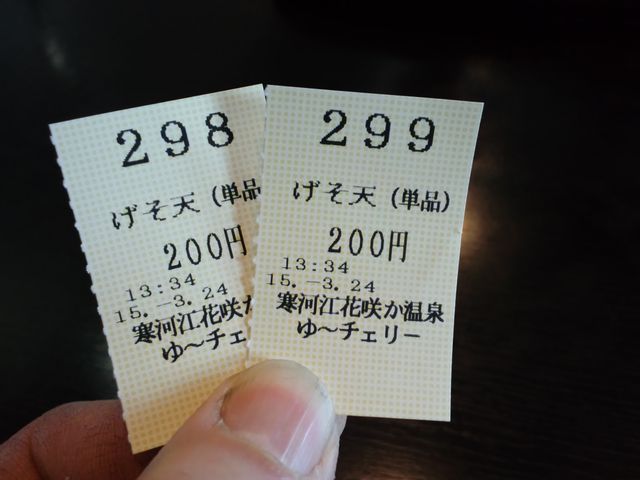 298
げそ天(単品
200円
13:34
15.-3.24
寒河江花咲か
ゆ～チェ
299
げそ天(単品)
200円
13:34
15.-3.24
寒河江花咲か温泉
ゆ～チェリー